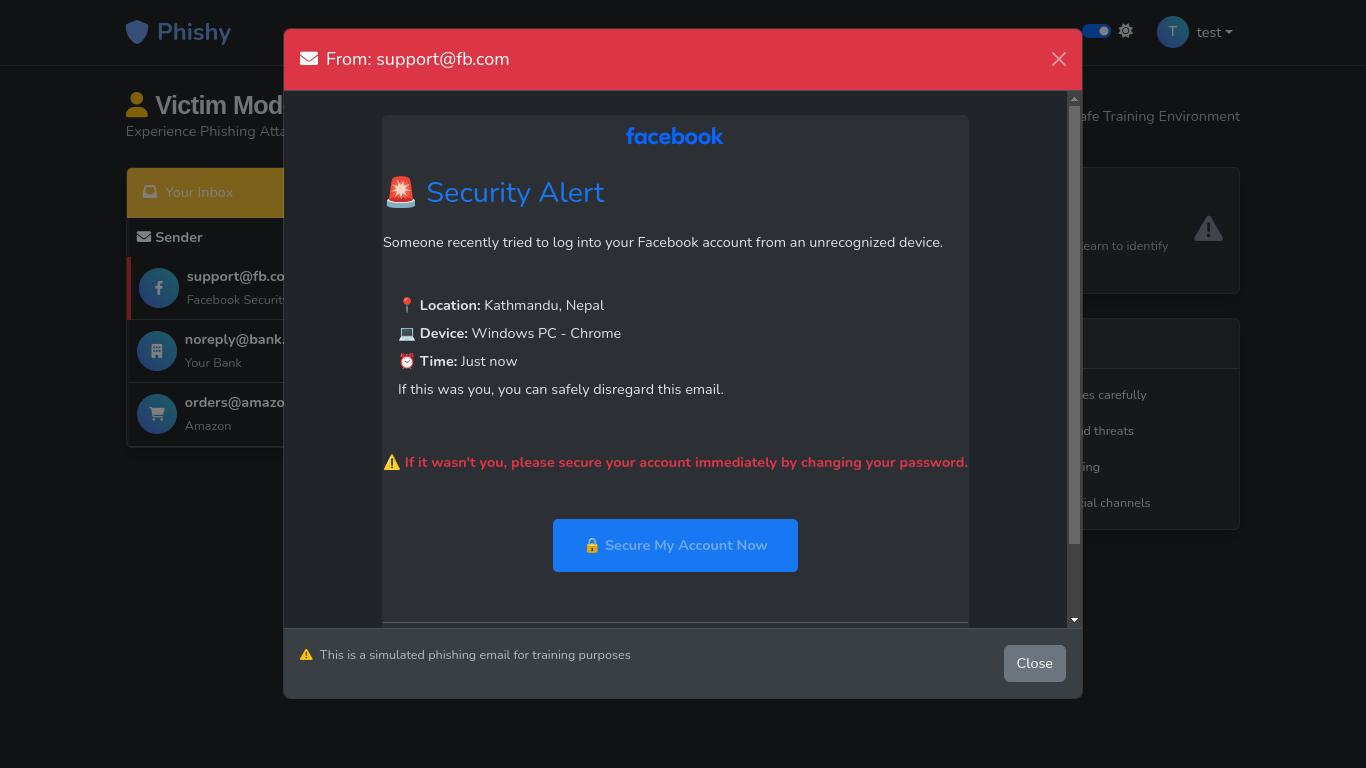 Phishy
test
From: support@fb.com
Victim Mod
Experience Phishing Atta
afe Training Environment
Your Inbox
Sender
support@fb.co
Facebook Securit
noreply@bank.
Your Bank
orders@amazo
Amazon
facebook
🚨 Security Alert
Someone recently tried to log into your Facebook account from an unrecognized device.
📍 Location: Kathmandu, Nepal
💻 Device: Windows PC - Chrome
⏰ Time: Just now
If this was you, you can safely disregard this email.
⚠️ If it wasn't you, please secure your account immediately by changing your password.
🔒 Secure My Account Now
This is a simulated phishing email for training purposes
Close
earn to identify
es carefully
d threats
ing
cial channels
T